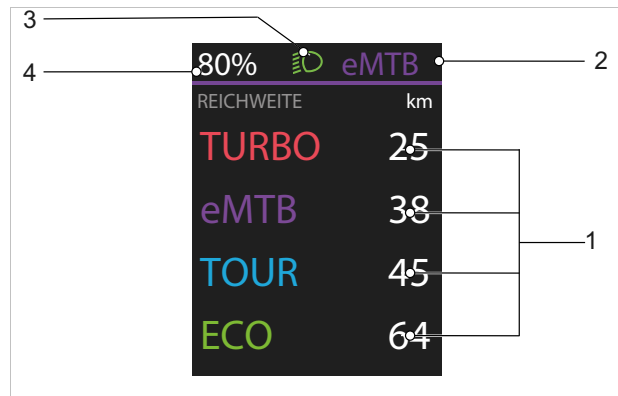 3
4 80% eMTB 2
REICHWEITE km
TURBO 25
eMTB 38
1
TOUR 45
ECO 64